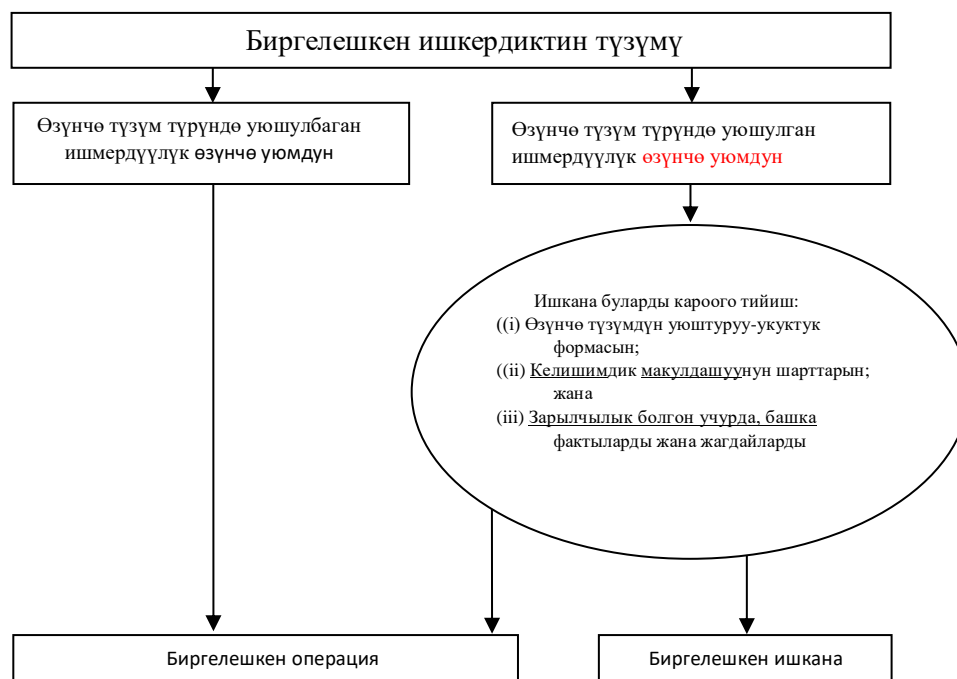 Биргелешкен ишкердиктин түзүмү
Өзүнчө түзүм түрүндө уюшулбаган
ишмердүүлүк өзүнчө уюмдун
Өзүнчө түзүм түрүндө уюшулган
ишмердүүлүк өзүнчө уюмдун
Ишкана буларды кароого тийиш:
((i) Өзүнчө түзүмдүн уюштуруу-укуктук
формасын;
((ii) Келишимдик макулдашуунун шарттарын;
жана
(iii) Зарылчылык болгон учурда, башка
фактыларды жана жагдайларды
Биргелешкен операция
Биргелешкен ишкана